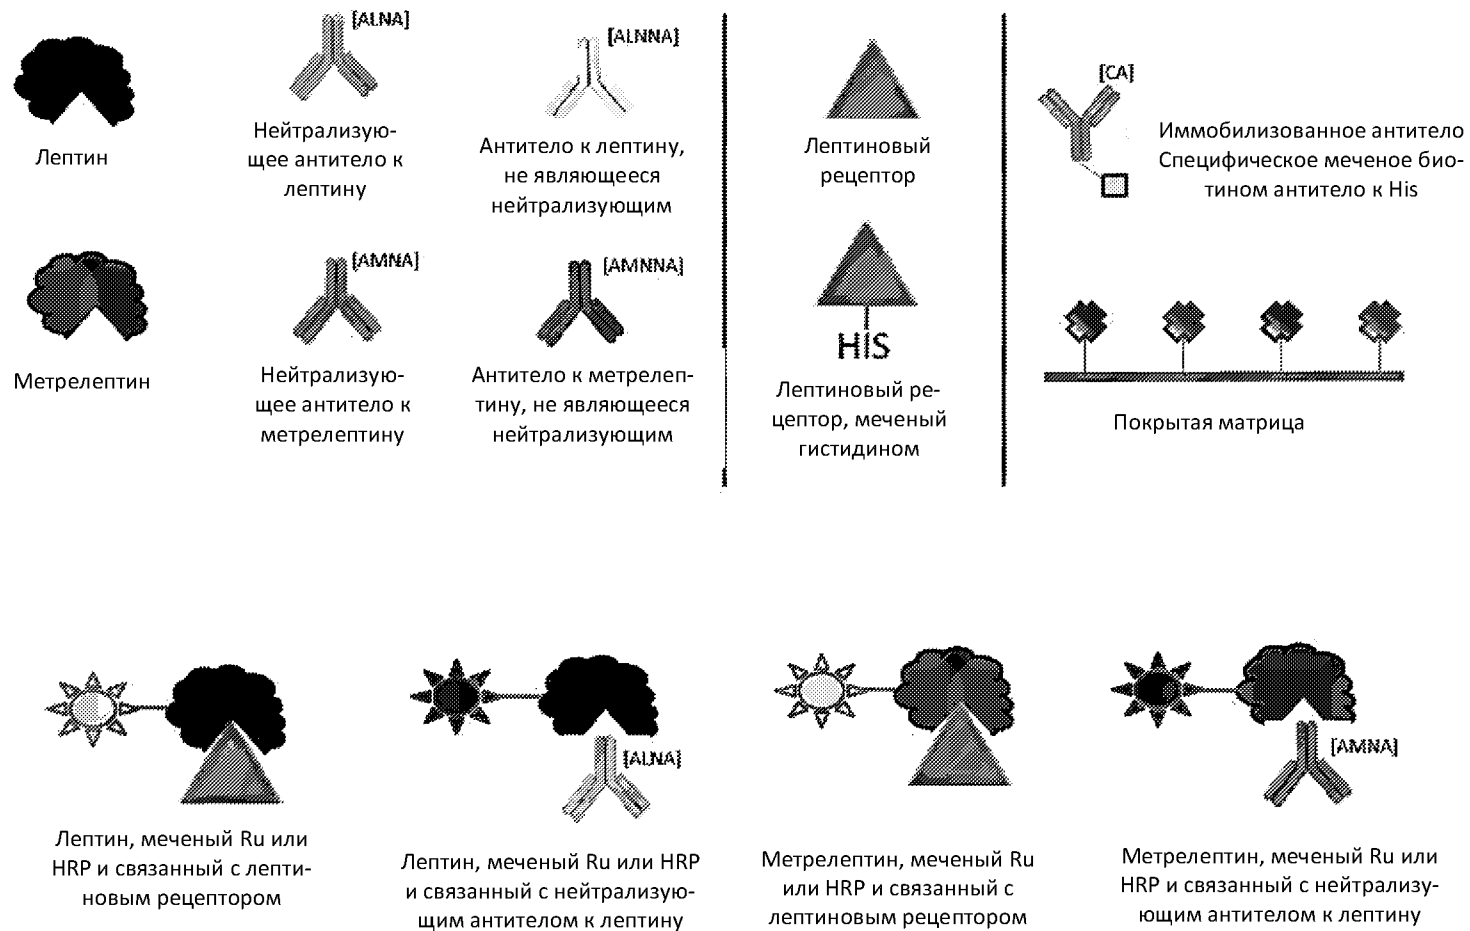 [ALNA]
Нейтрализую-
щее антитело к
лептину
[ALNNA]
Антитело к лептину,
не являющееся
нейтрализующим
Лептин
Лептиновый
рецептор
[CA]
Иммобилизованное антитело
Специфическое меченое био-
тином антитело к His
Метрелептин
[AMNA]
Нейтрализую-
щее антитело к
метрелептину
[AMNNA]
Антитело к метрелеп-
тину, не являющееся
нейтрализующим
HIS
Лептиновый ре-
цептор, меченый
гистидином
Покрытая матрица
Лептин, меченый Ru или
HRP и связанный с лепти-
новым рецептором
[ALNA]
Лептин, меченый Ru или HRP
и связанный с нейтрализую-
щим антителом к лептину
Метрелептин, меченый Ru
или HRP и связанный с
лептиновым рецептором
[AMNA]
Метрелептин, меченый Ru или
HRP и связанный с нейтрализу-
ющим антителом к лептину